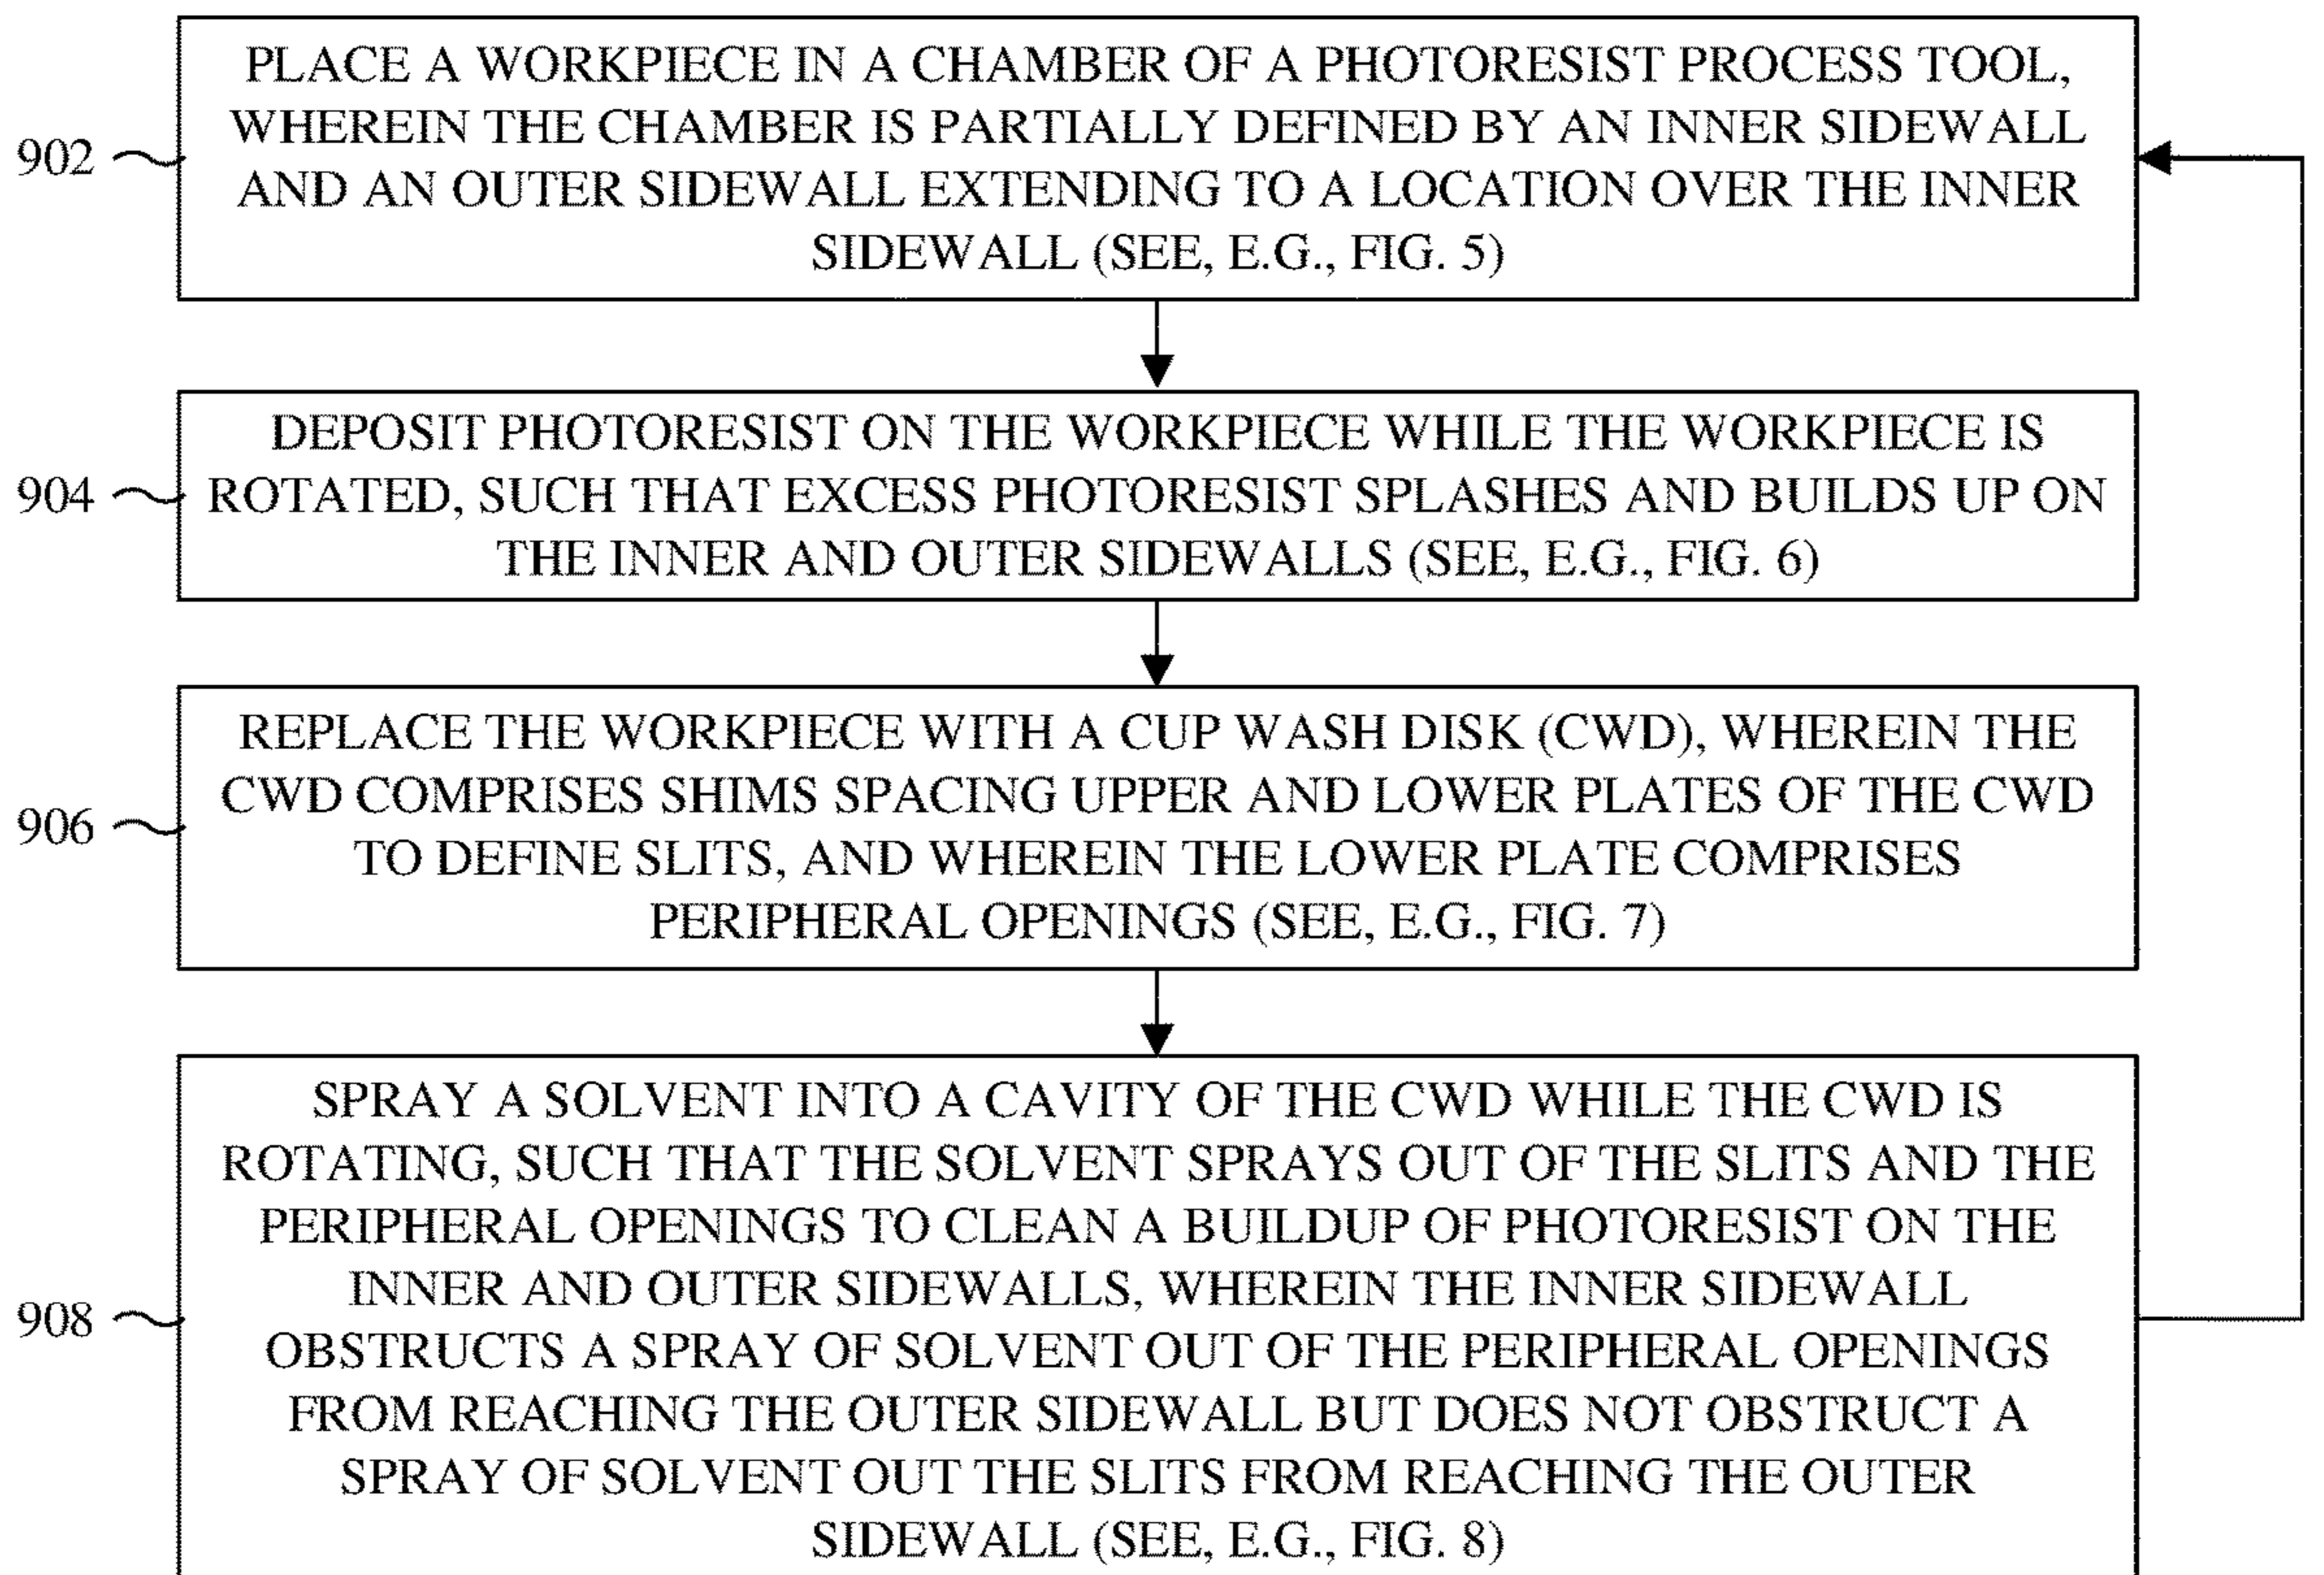 902
PLACE A WORKPIECE IN A CHAMBER OF A PHOTORESIST PROCESS TOOL,
WHEREIN THE CHAMBER IS PARTIALLY DEFINED BY AN INNER SIDEWALL
AND AN OUTER SIDEWALL EXTENDING TO A LOCATION OVER THE INNER
SIDEWALL (SEE, E.G., FIG. 5)
904
DEPOSIT PHOTORESIST ON THE WORKPIECE WHILE THE WORKPIECE IS
ROTATED, SUCH THAT EXCESS PHOTORESIST SPLASHES AND BUILDS UP ON
THE INNER AND OUTER SIDEWALLS (SEE, E.G., FIG. 6)
906
REPLACE THE WORKPIECE WITH A CUP WASH DISK (CWD), WHEREIN THE
CWD COMPRISES SHIMS SPACING UPPER AND LOWER PLATES OF THE CWD
TO DEFINE SLITS, AND WHEREIN THE LOWER PLATE COMPRISES
PERIPHERAL OPENINGS (SEE, E.G., FIG. 7)
908
SPRAY A SOLVENT INTO A CAVITY OF THE CWD WHILE THE CWD IS
ROTATING, SUCH THAT THE SOLVENT SPRAYS OUT OF THE SLITS AND THE
PERIPHERAL OPENINGS TO CLEAN A BUILDUP OF PHOTORESIST ON THE
INNER AND OUTER SIDEWALLS, WHEREIN THE INNER SIDEWALL
OBSTRUCTS A SPRAY OF SOLVENT OUT OF THE PERIPHERAL OPENINGS
FROM REACHING THE OUTER SIDEWALL BUT DOES NOT OBSTRUCT A
SPRAY OF SOLVENT OUT THE SLITS FROM REACHING THE OUTER
SIDEWALL (SEE, E.G., FIG. 8)